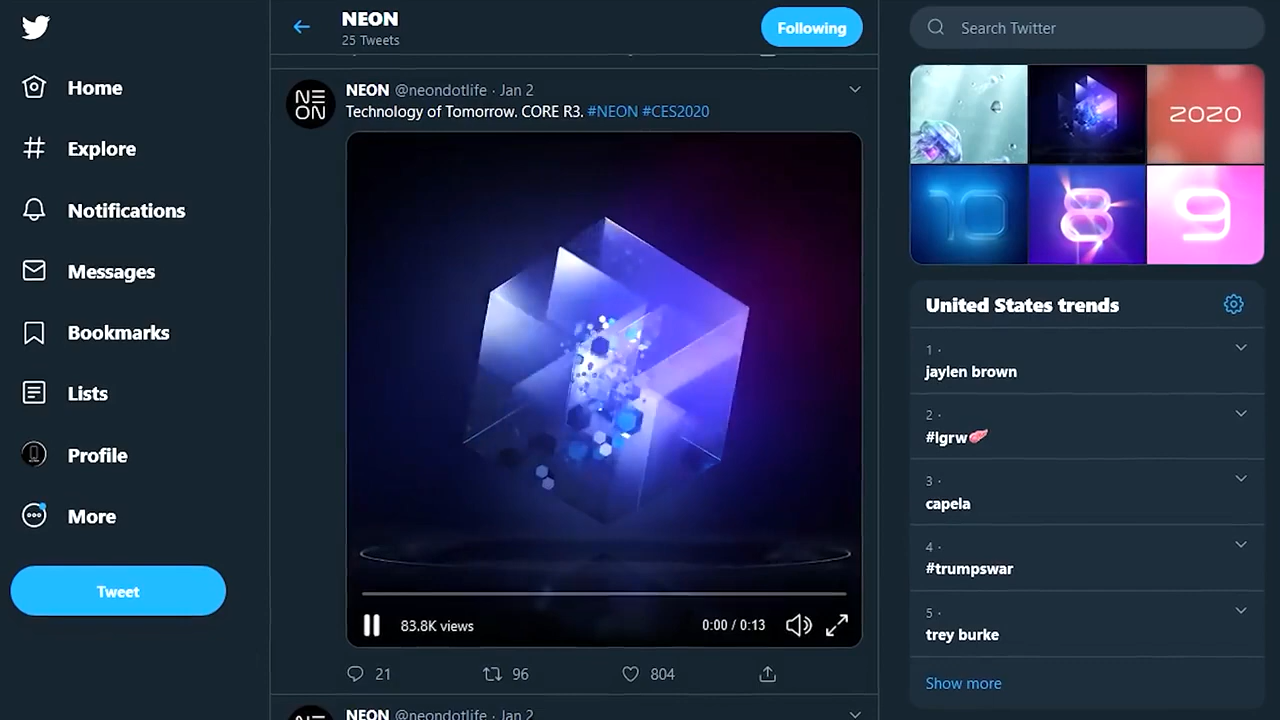 Home
Explore
Notifications
Messages
Bookmarks
Lists
Profile
More
Tweet
NEON
25 Tweets
Following
NEON @neondotlife · Jan 2
Technology of Tomorrow. CORE R3. #NEON #CES2020
NEON
83.8K views
0:00 / 0:13
21
96
804
NEON @neondotlife · Jan 2
NEON
Search Twitter
2020
10
8
9
United States trends
1 ·
jaylen brown
2 ·
#lgrw
3 ·
capela
4 ·
#trumpswar
5 ·
trey burke
Show more